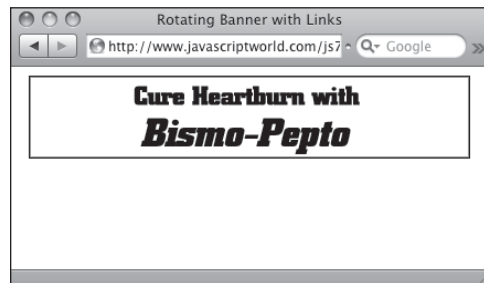 Rotating Banner with Links
http://www.javascriptworld.com/js7
Google
Cure Heartburn with
Bismo-Pepto